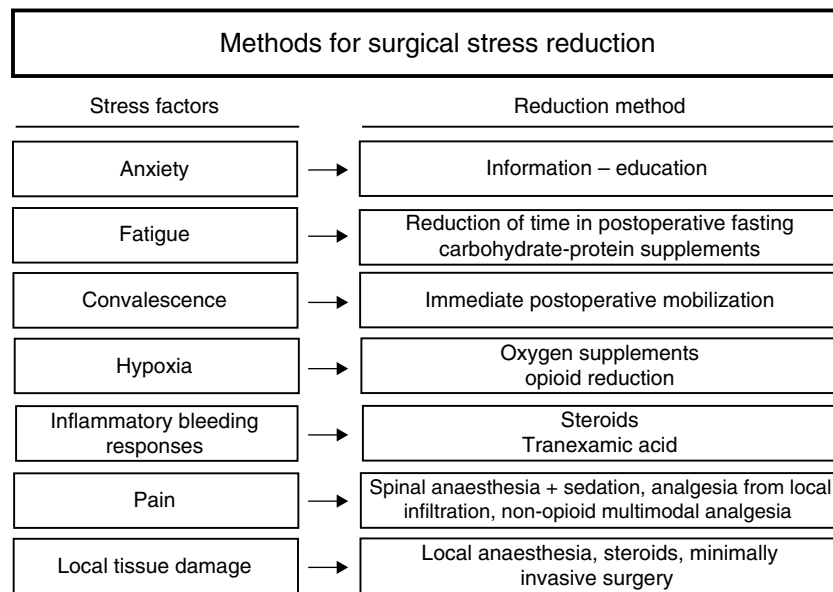 Methods for surgical stress reduction
Stress factors
Reduction method
Anxiety
Information – education
Fatigue
Reduction of time in postoperative fasting
carbohydrate-protein supplements
Convalescence
Immediate postoperative mobilization
Hypoxia
Oxygen supplements
opioid reduction
Inflammatory bleeding
responses
Steroids
Tranexamic acid
Pain
Spinal anaesthesia + sedation, analgesia from local
infiltration, non-opioid multimodal analgesia
Local tissue damage
Local anaesthesia, steroids, minimally
invasive surgery